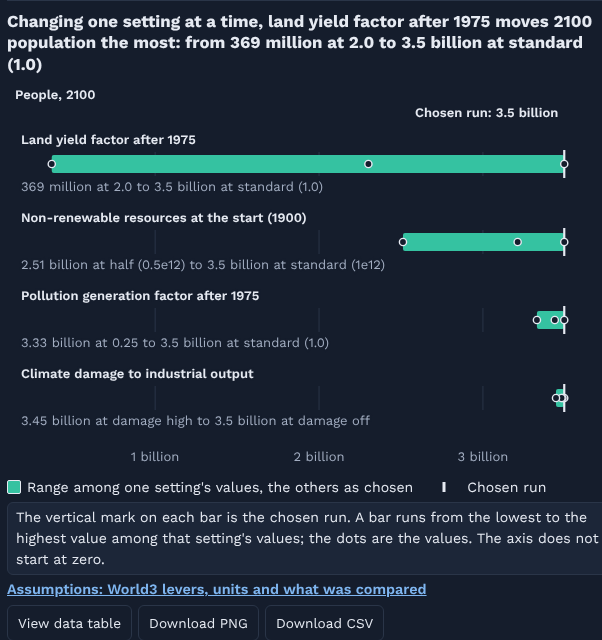 Changing one setting at a time, land yield factor after 1975 moves 2100
population the most: from 369 million at 2.0 to 3.5 billion at standard
(1.0)
People, 2100
Chosen run: 3.5 billion
Land yield factor after 1975
369 million at 2.0 to 3.5 billion at standard (1.0)
Non-renewable resources at the start (1900)
2.51 billion at half (0.5e12) to 3.5 billion at standard (1e12)
Pollution generation factor after 1975
3.33 billion at 0.25 to 3.5 billion at standard (1.0)
Climate damage to industrial output
3.45 billion at damage high to 3.5 billion at damage off
1 billion 2 billion 3 billion
Range among one setting's values, the others as chosen Chosen run
The vertical mark on each bar is the chosen run. A bar runs from the lowest to the
highest value among that setting's values; the dots are the values. The axis does not
start at zero.
Assumptions: World3 levers, units and what was compared
View data table Download PNG Download CSV